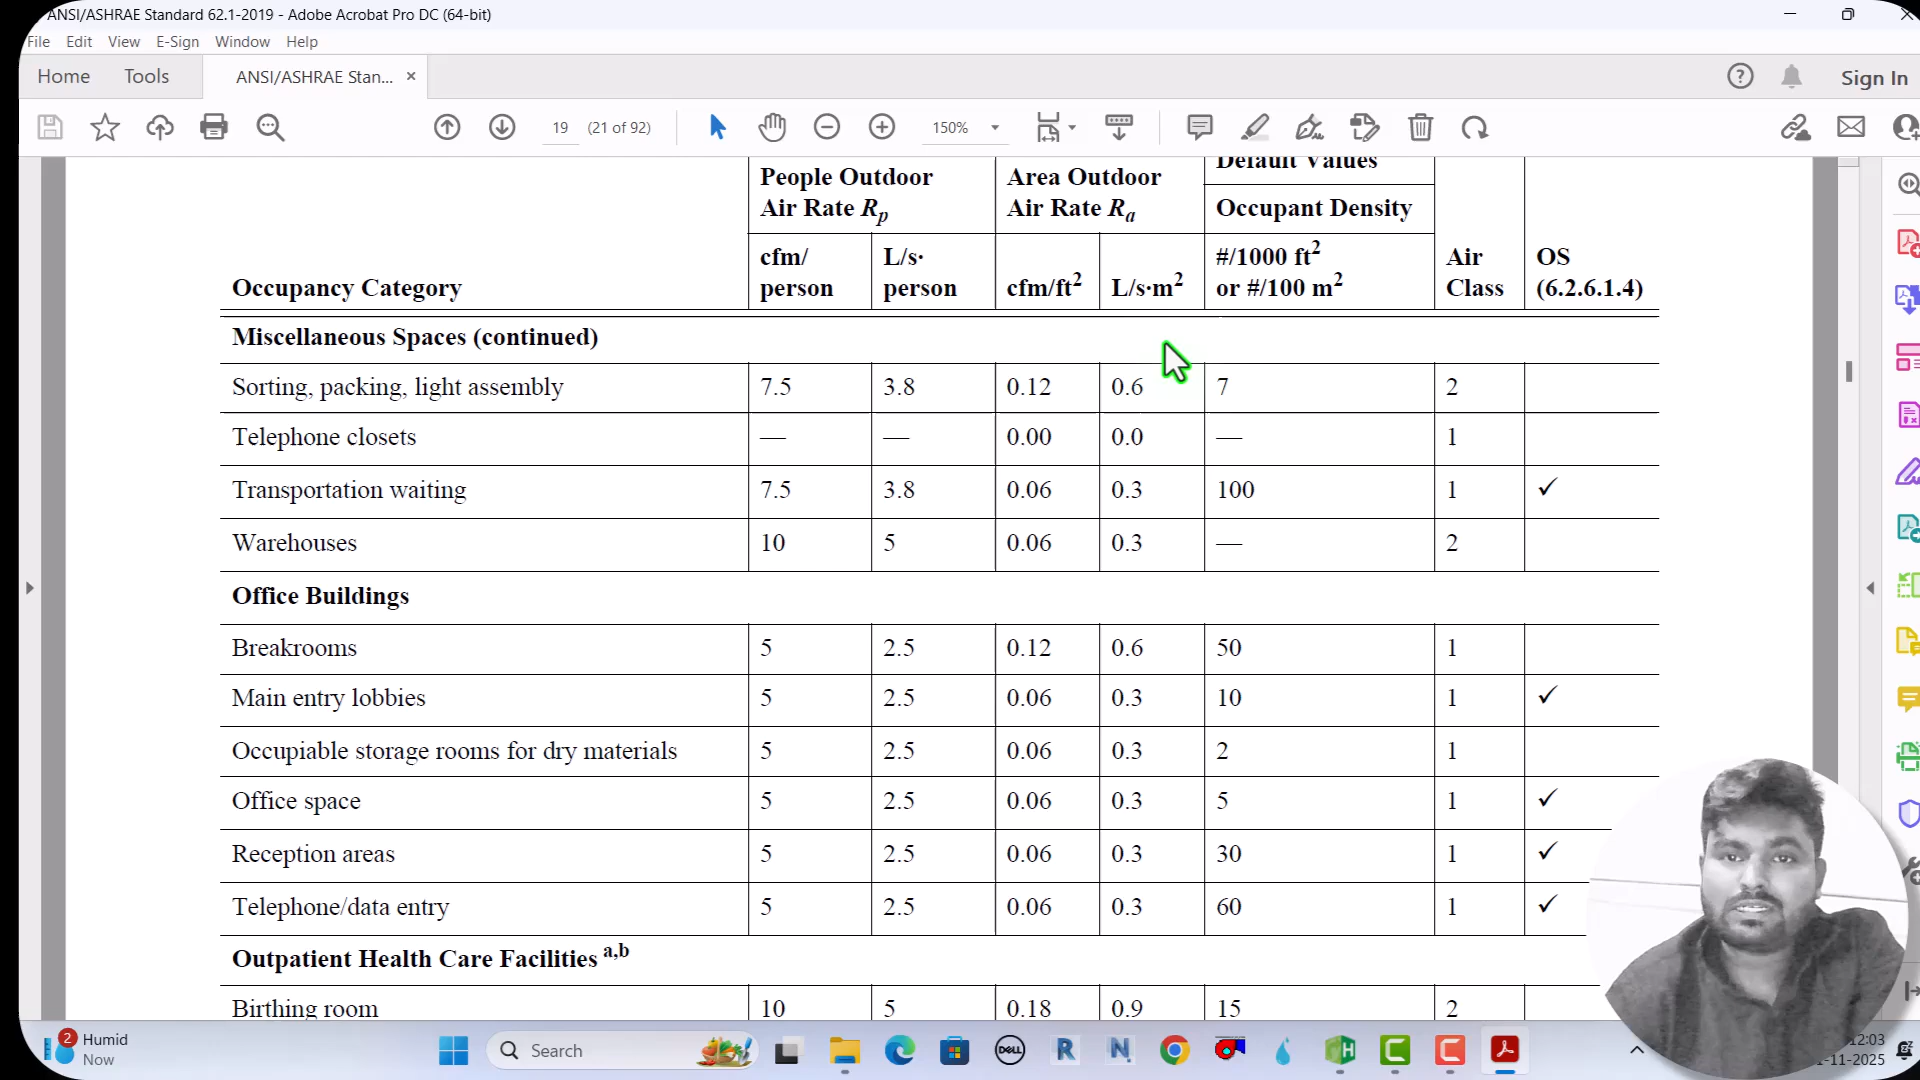 ANSI/ASHRAE Standard 62.1-2019 - Adobe Acrobat Pro DC (64-bit)
File Edit View E-Sign Window Help
Home Tools ANSI/ASHRAE Stan... × Sign In
19 (21 of 92) 150%
Default Values
People Outdoor Air Rate Rp
Area Outdoor Air Rate Ra
Occupant Density
Occupancy Category cfm/person L/s·person cfm/ft² L/s·m² #/1000 ft² or #/100 m² Air Class OS (6.2.6.1.4)
Miscellaneous Spaces (continued)
Sorting, packing, light assembly 7.5 3.8 0.12 0.6 7 2
Telephone closets — — 0.00 0.0 — 1
Transportation waiting 7.5 3.8 0.06 0.3 100 1 ✓
Warehouses 10 5 0.06 0.3 — 2
Office Buildings
Breakrooms 5 2.5 0.12 0.6 50 1
Main entry lobbies 5 2.5 0.06 0.3 10 1 ✓
Occupiable storage rooms for dry materials 5 2.5 0.06 0.3 2 1
Office space 5 2.5 0.06 0.3 5 1 ✓
Reception areas 5 2.5 0.06 0.3 30 1 ✓
Telephone/data entry 5 2.5 0.06 0.3 60 1 ✓
Outpatient Health Care Facilities a,b
Birthing room 10 5 0.18 0.9 15 2
2 Humid
Now
Search
DELL
12:03
-11-2025